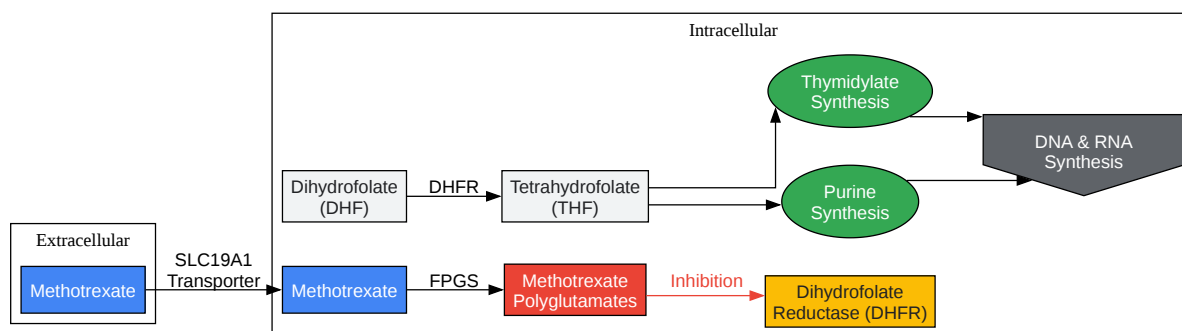 Intracellular
Thymidylate
Synthesis
DNA & RNA
Synthesis
Dihydrofolate
(DHF)
DHFR
Tetrahydrofolate
(THF)
Purine
Synthesis
Extracellular
Methotrexate
SLC19A1
Transporter
Methotrexate
FPGS
Methotrexate
Polyglutamates
Inhibition
Dihydrofolate
Reductase (DHFR)